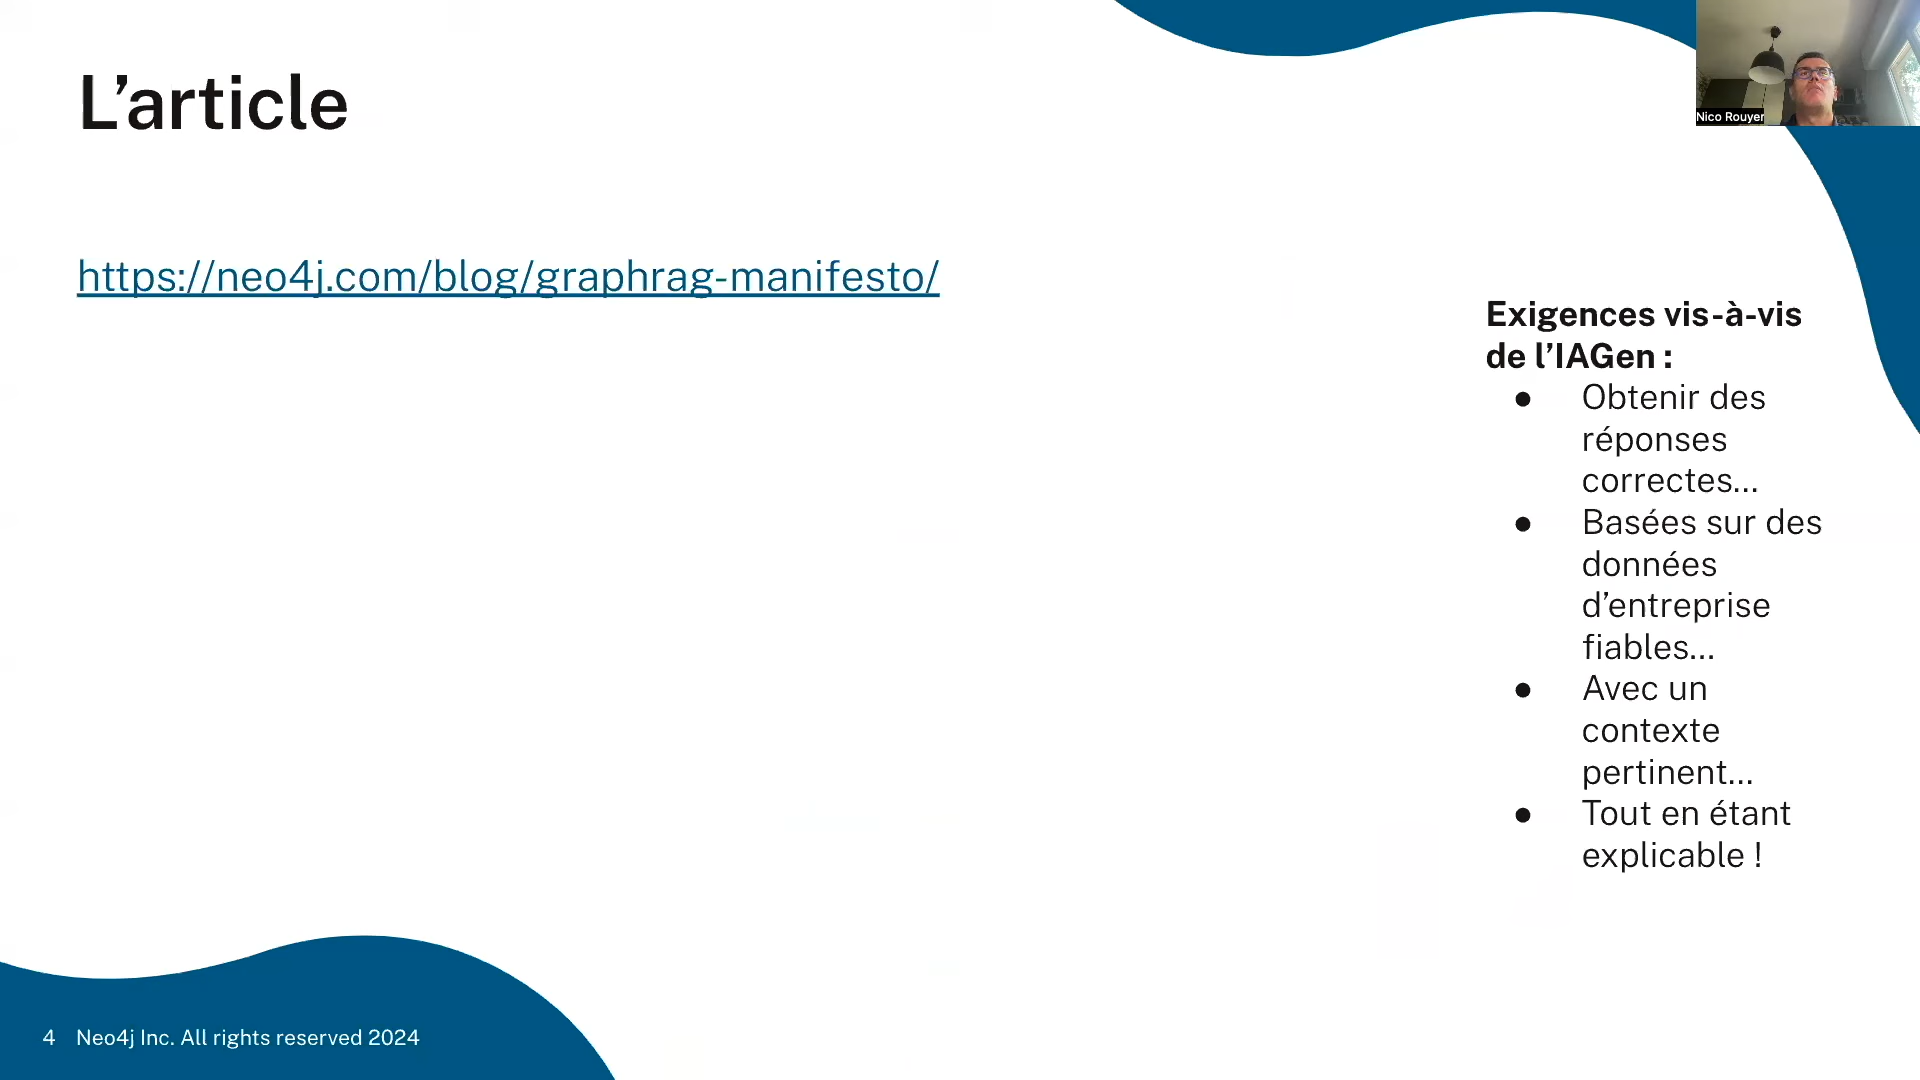 L’article
Nico Rouyer
https://neo4j.com/blog/graphrag-manifesto/
Exigences vis-à-vis
de l’IAGen :
● Obtenir des
réponses
correctes...
● Basées sur des
données
d’entreprise
fiables...
● Avec un
contexte
pertinent...
● Tout en étant
explicable !
4 Neo4j Inc. All rights reserved 2024